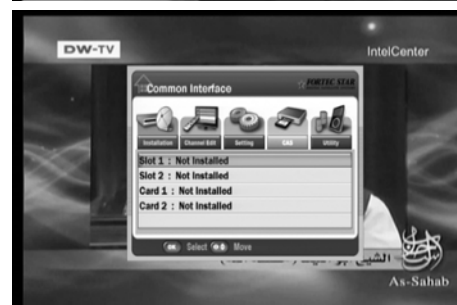 DW-TV
IntelCenter
Common Interface
FORTEC STAR
Installation Channel Edit Setting CAS Utility
Slot 1 : Not Installed
Slot 2 : Not Installed
Card 1 : Not Installed
Card 2 : Not Installed
OK Select Move
الشيخ
As-Sahab